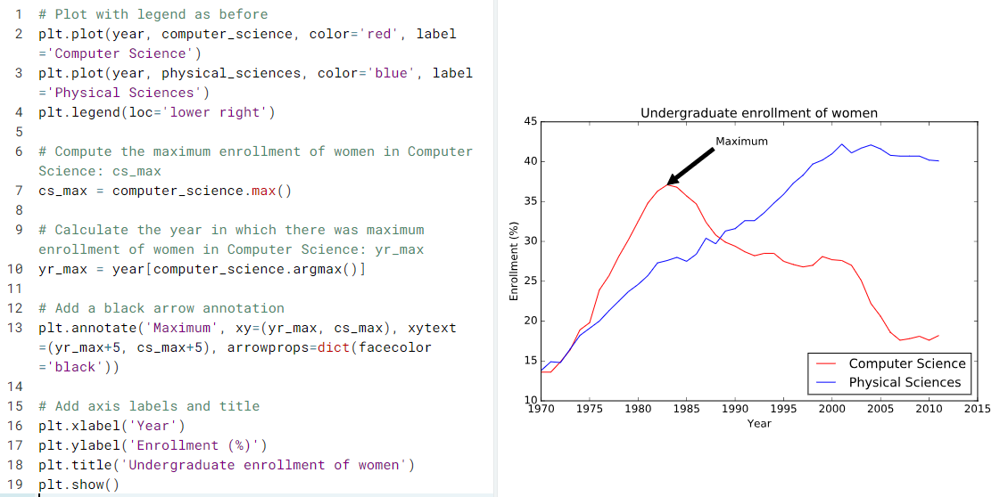 1 # Plot with legend as before
2 plt.plot(year, computer_science, color='red', label
='Computer Science')
3 plt.plot(year, physical_sciences, color='blue', label
='Physical Sciences')
4 plt.legend(loc='lower right')
5
6 # Compute the maximum enrollment of women in Computer
Science: cs_max
7 cs_max = computer_science.max()
8
9 # Calculate the year in which there was maximum
enrollment of women in Computer Science: yr_max
10 yr_max = year[computer_science.argmax()]
11
12 # Add a black arrow annotation
13 plt.annotate('Maximum', xy=(yr_max, cs_max), xytext
=(yr_max+5, cs_max+5), arrowprops=dict(facecolor
='black'))
14
15 # Add axis labels and title
16 plt.xlabel('Year')
17 plt.ylabel('Enrollment (%)')
18 plt.title('Undergraduate enrollment of women')
19 plt.show()
Undergraduate enrollment of women
Maximum
45
40
35
30
25
20
15
10
Enrollment (%)
Computer Science
Physical Sciences
1970 1975 1980 1985 1990 1995 2000 2005 2010 2015
Year